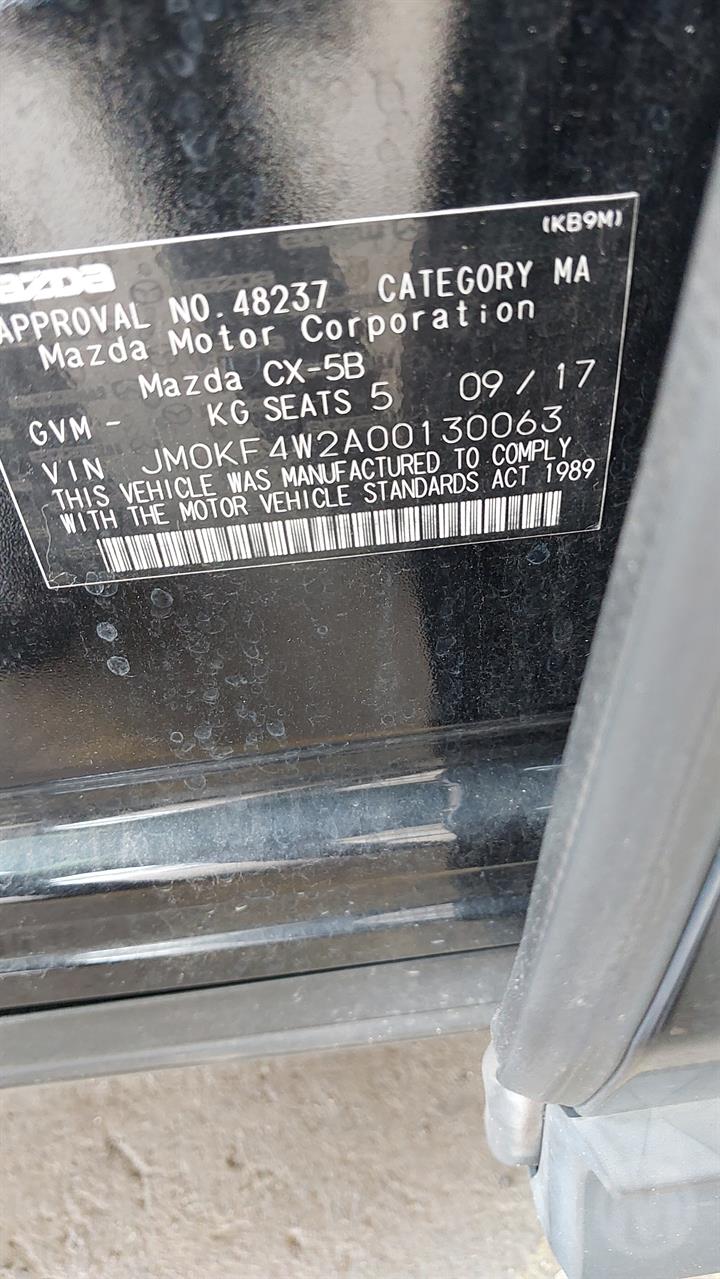 (KB9M)
mazda
APPROVAL NO. 48237 CATEGORY MA
Mazda Motor Corporation
Mazda CX-5B
GVM - KG SEATS 5 09 / 17
VIN JM0KF4W2A00130063
THIS VEHICLE WAS MANUFACTURED TO COMPLY
WITH THE MOTOR VEHICLE STANDARDS ACT 1989